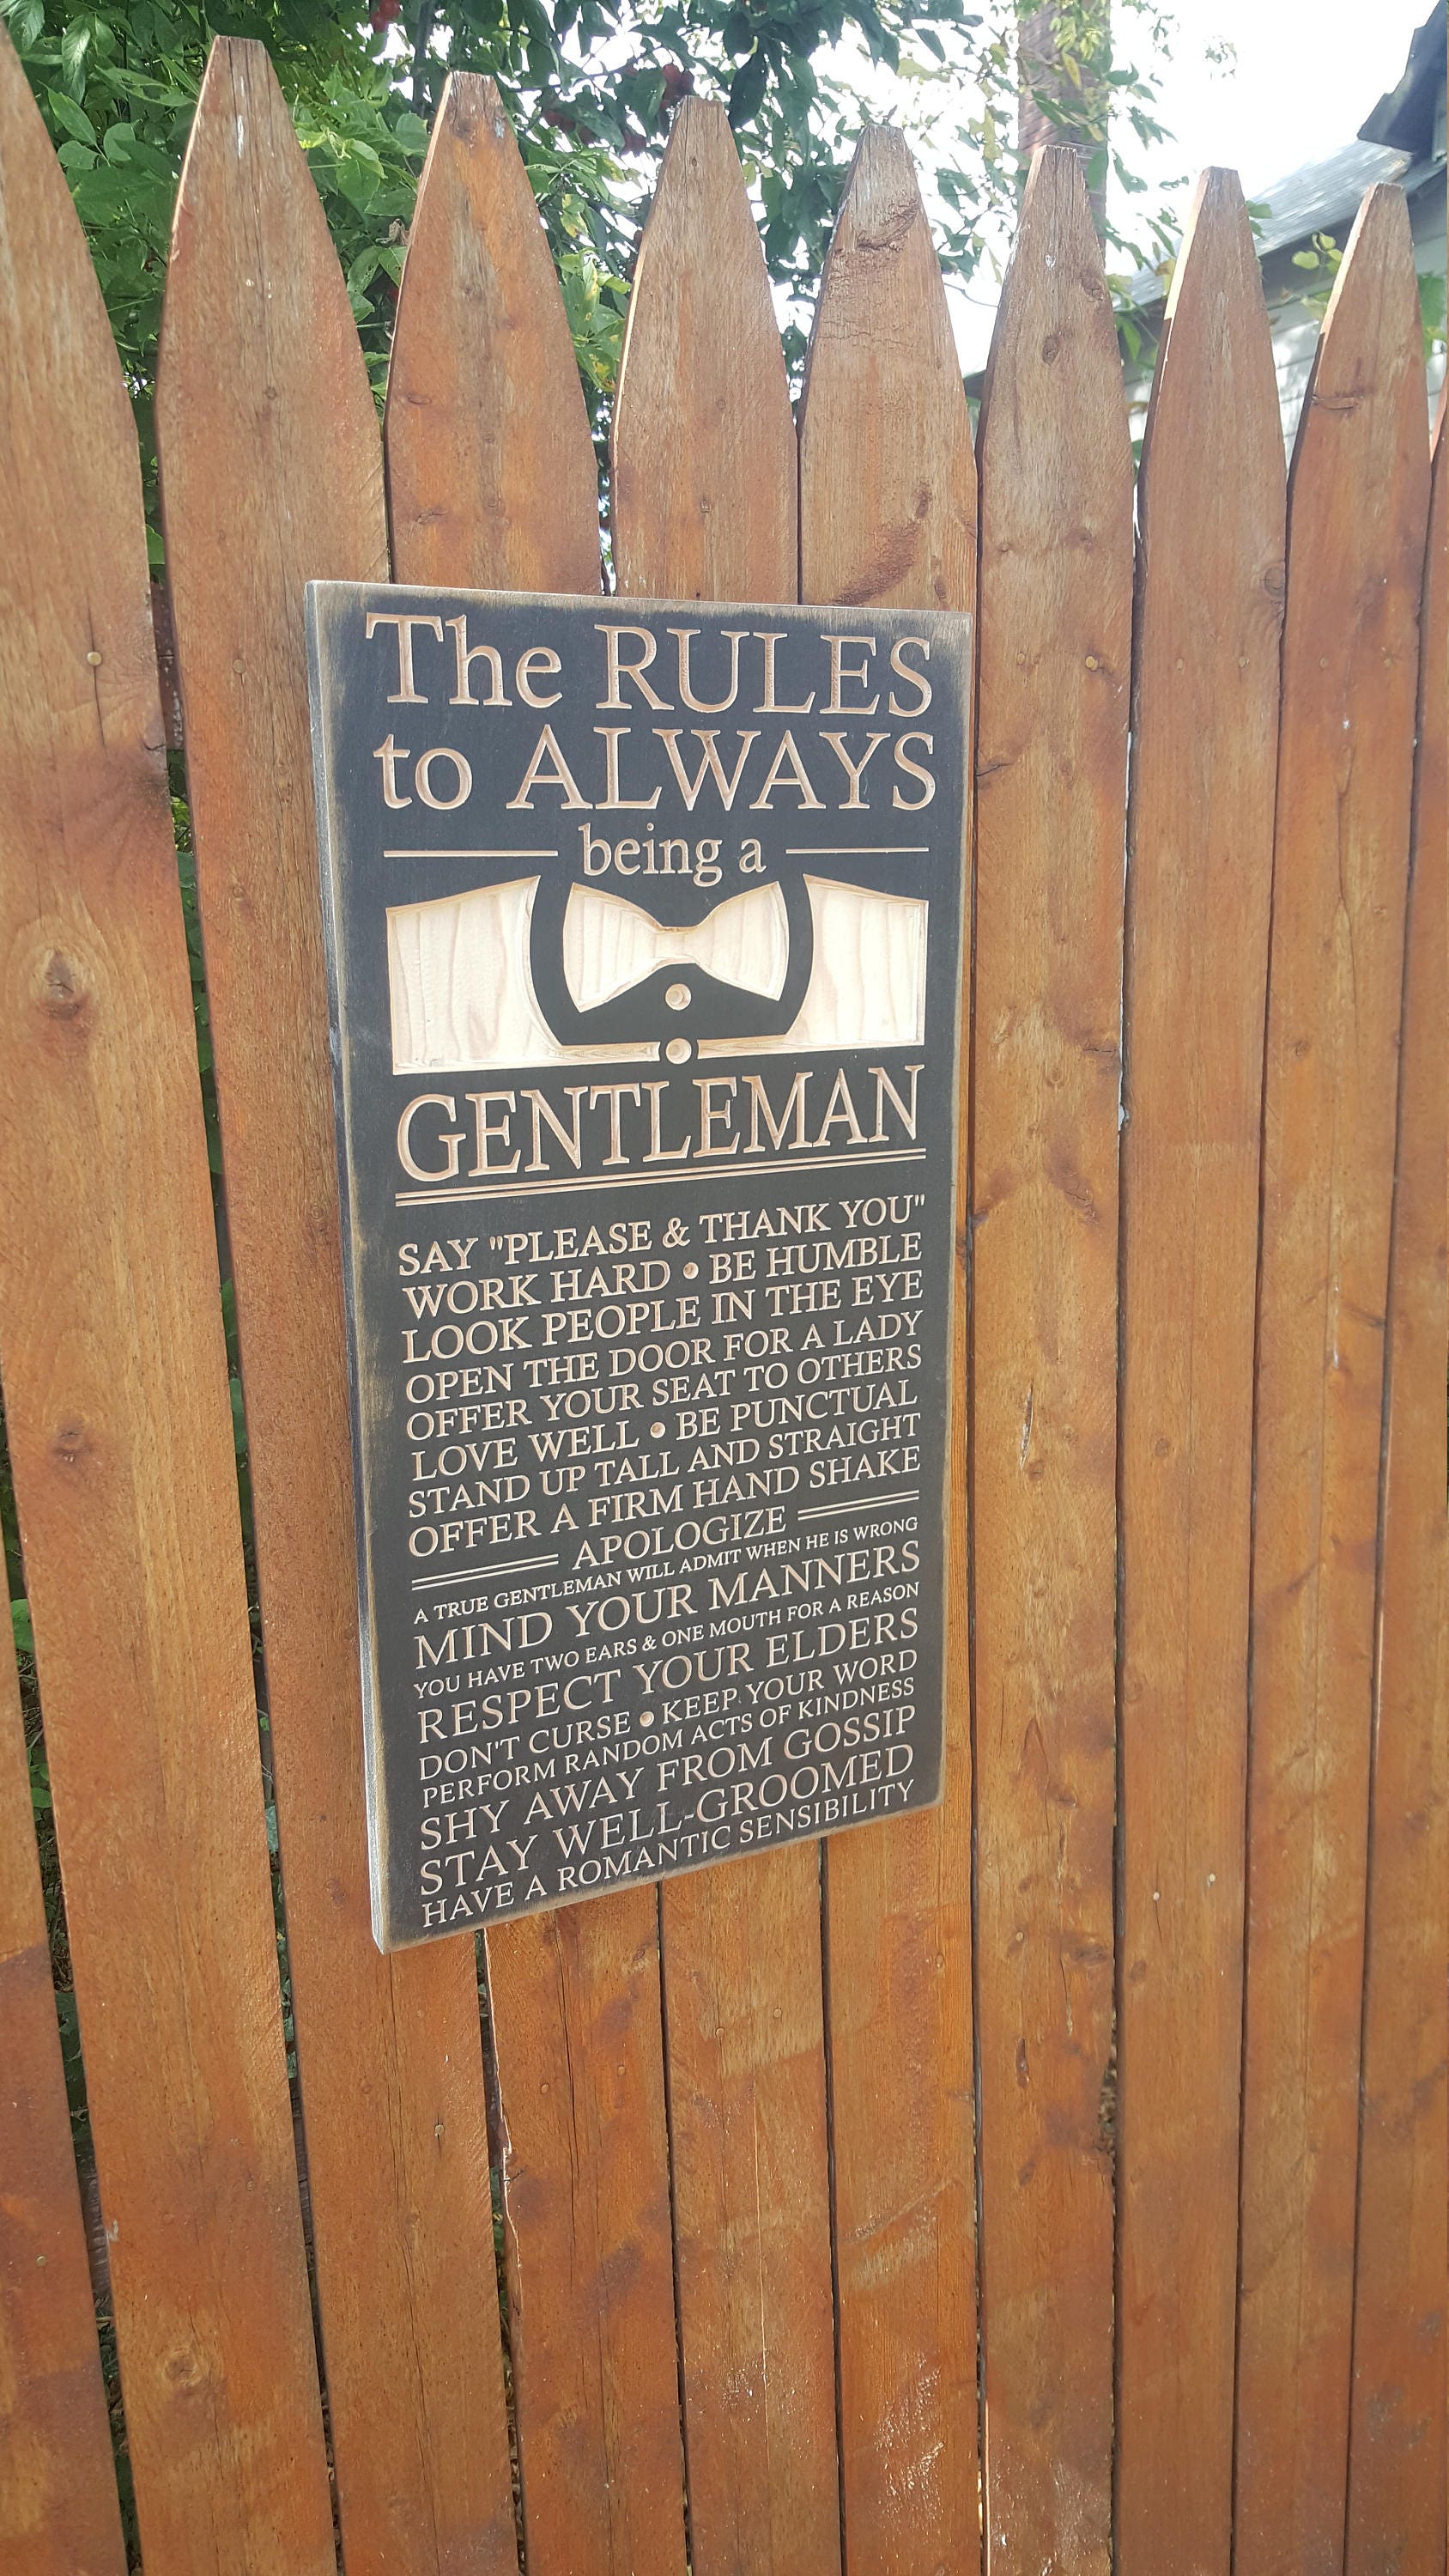 The RULES
to ALWAYS
being a
GENTLEMAN
SAY "PLEASE & THANK YOU"
WORK HARD • BE HUMBLE
LOOK PEOPLE IN THE EYE
OPEN THE DOOR FOR A LADY
OFFER YOUR SEAT TO OTHERS
LOVE WELL • BE PUNCTUAL
STAND UP TALL AND STRAIGHT
OFFER A FIRM HAND SHAKE
APOLOGIZE
A TRUE GENTLEMAN WILL ADMIT WHEN HE IS WRONG
MIND YOUR MANNERS
YOU HAVE TWO EARS & ONE MOUTH FOR A REASON
RESPECT YOUR ELDERS
DON'T CURSE • KEEP YOUR WORD
PERFORM RANDOM ACTS OF KINDNESS
SHY AWAY FROM GOSSIP
STAY WELL-GROOMED
HAVE A ROMANTIC SENSIBILITY